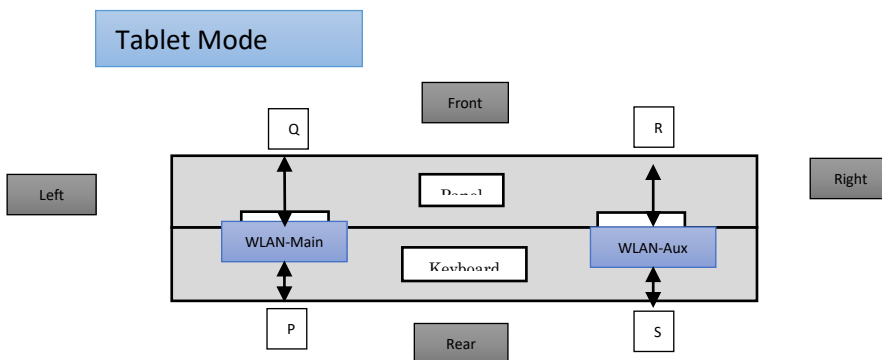 Tablet Mode
Front
Q
R
Left
Right
Panel
WLAN-Main
WLAN-Aux
Keyboard
P
S
Rear